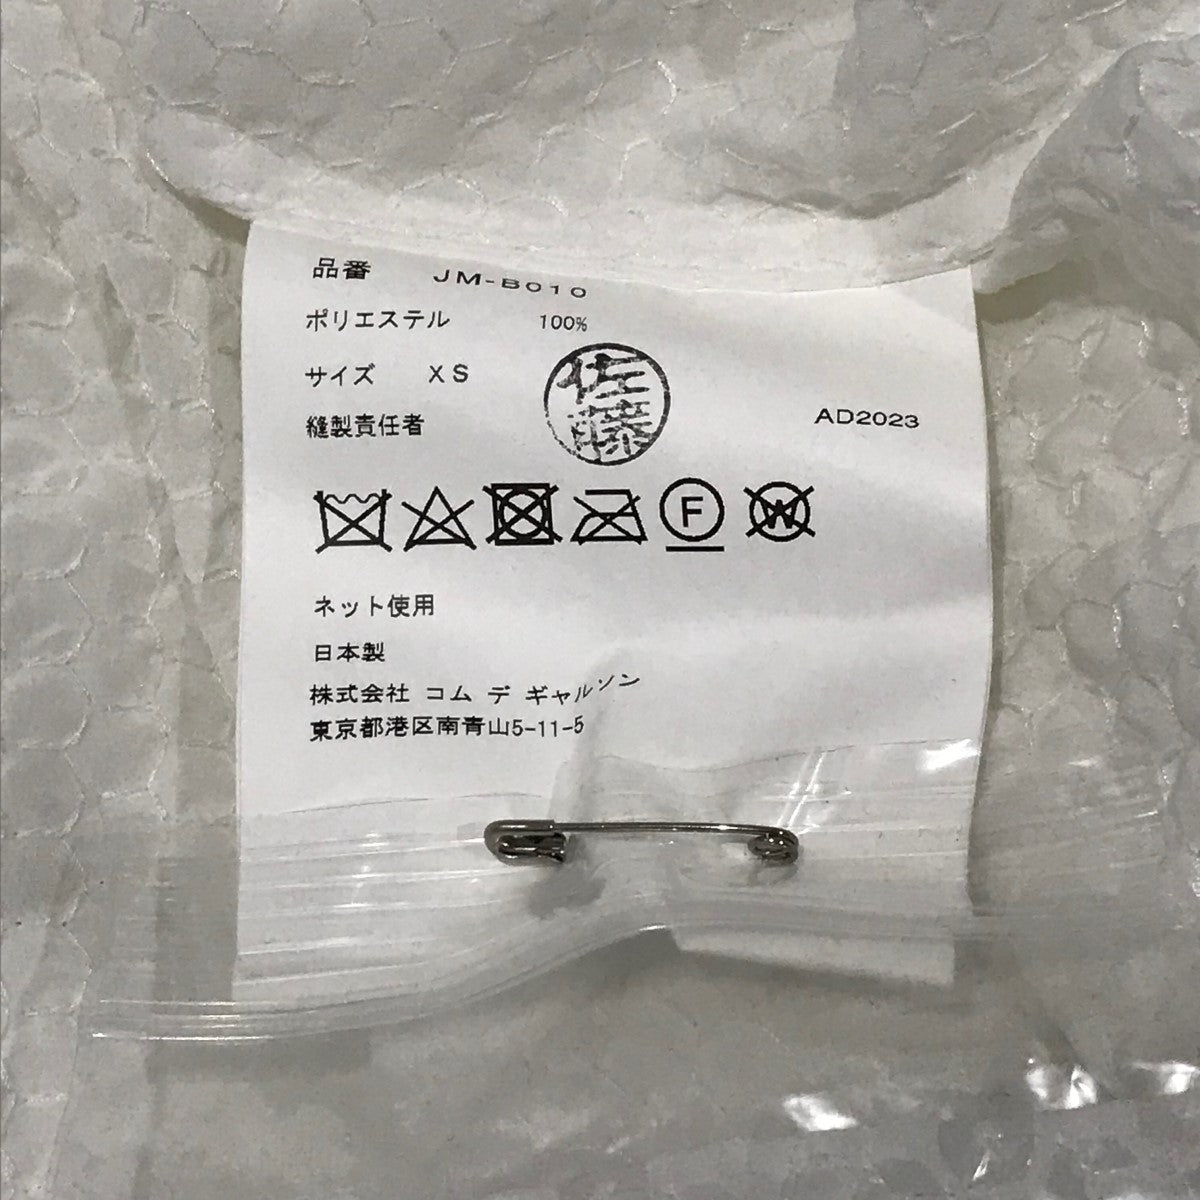 品番 JM-B010
ポリエステル 100%
サイズ XS
縫製責任者 佐藤
AD2023
F
W
ネット使用
日本製
株式会社 コム デ ギャルソン
東京都港区南青山5-11-5